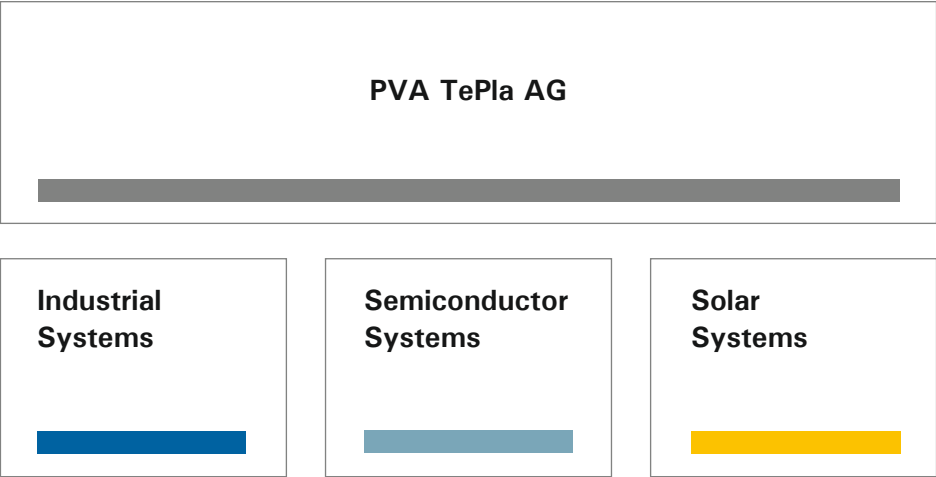 PVA TePla AG
Industrial
Systems
Semiconductor
Systems
Solar
Systems